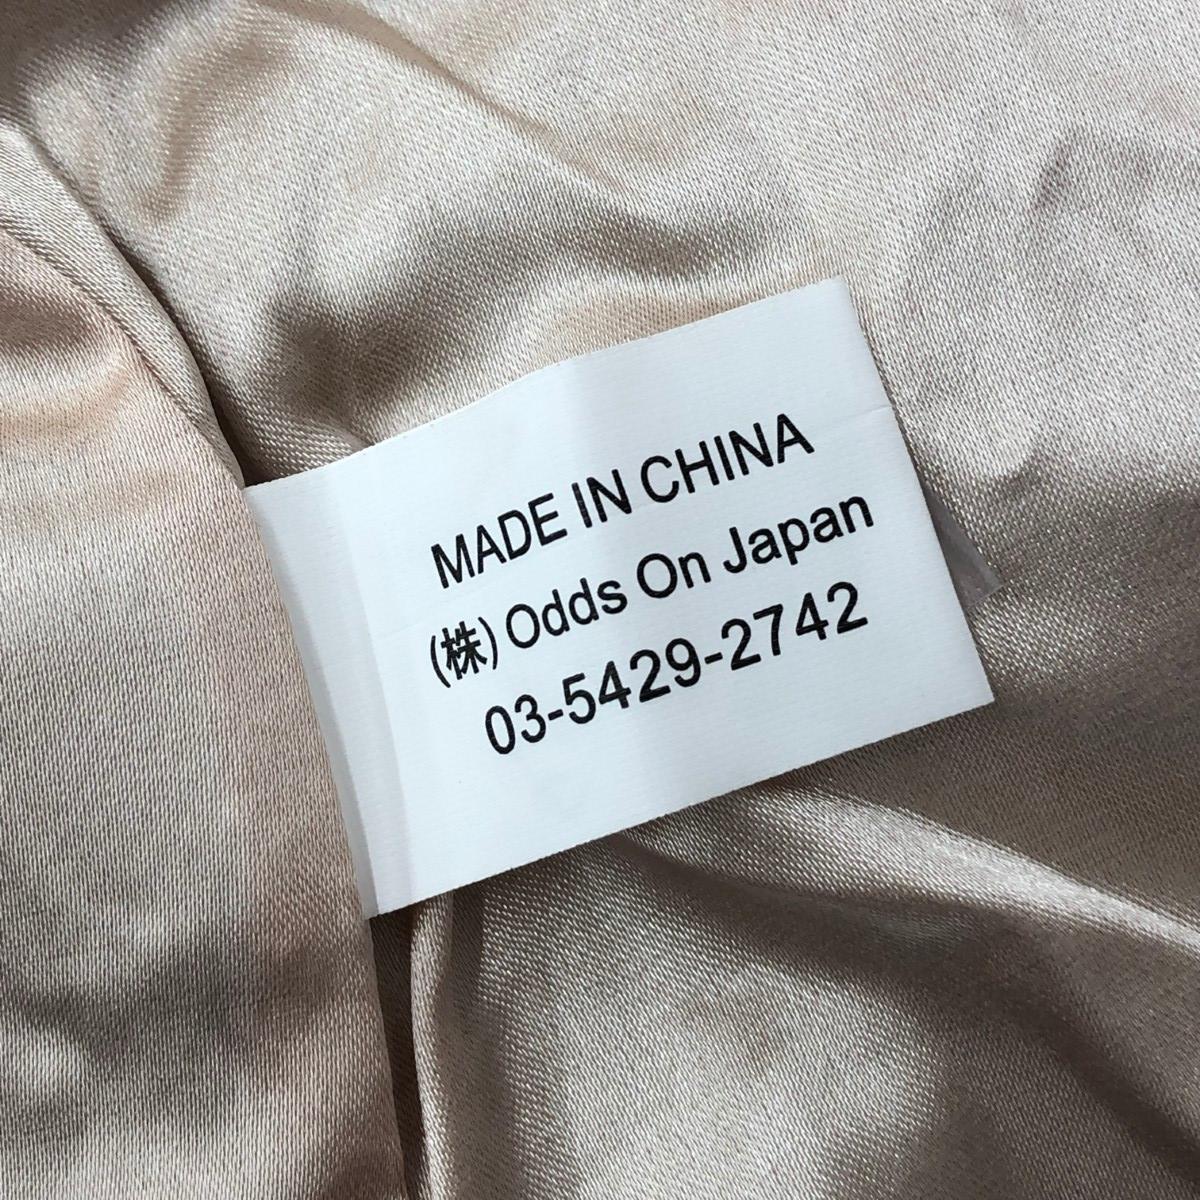 MADE IN CHINA
(株) Odds On Japan
03-5429-2742